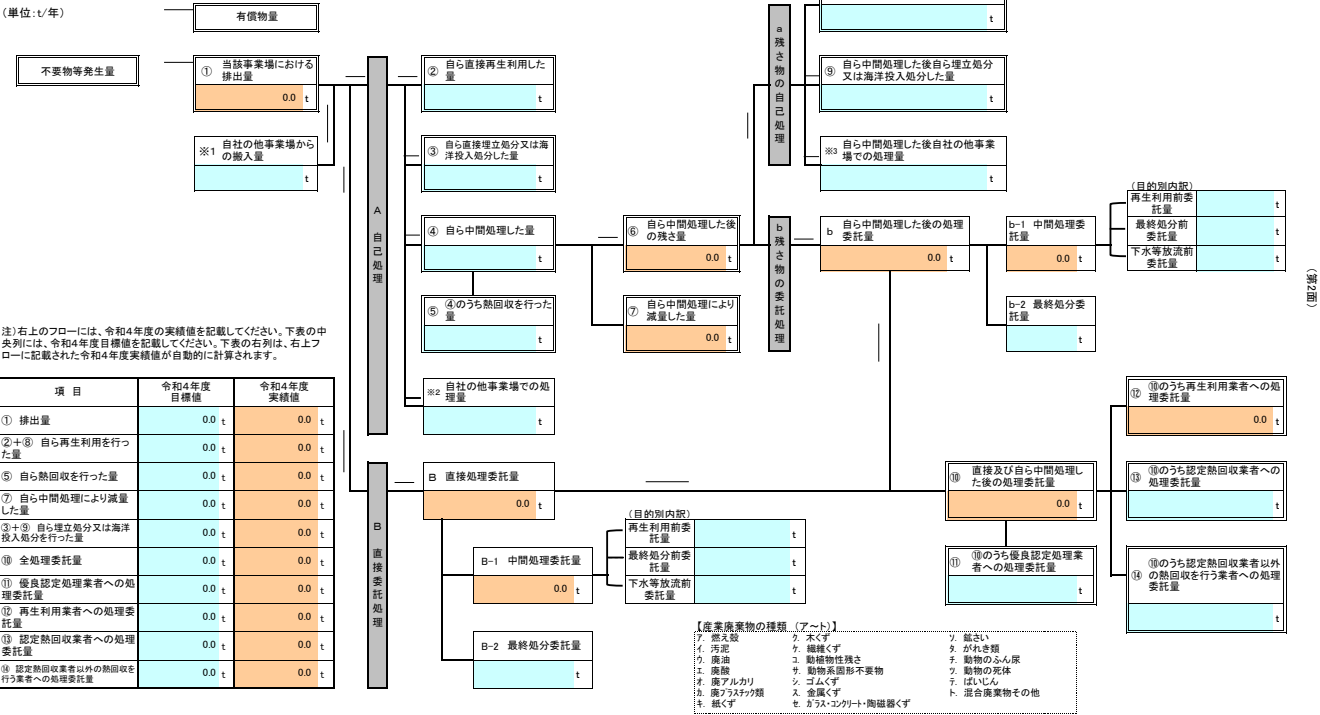 （単位:t/年）
有償物量
不要物等発生量
① 当該事業場における
排出量
0.0 t
※1 自社の他事業場から
の搬入量
t
A 自己処理
② 自ら直接再生利用した
量
t
③ 自ら直接埋立処分又は海
洋投入処分した量
t
④ 自ら中間処理した量
t
⑤ ④のうち熱回収を行った
量
t
※2 自社の他事業場での処
理量
t
⑥ 自ら中間処理した後
の残さ量
0.0 t
⑦ 自ら中間処理により
減量した量
0.0 t
a 残さ物の自己処理
t
⑨ 自ら中間処理した後自ら埋立処分
又は海洋投入処分した量
t
※3 自ら中間処理した後自社の他事業
場での処理量
t
b 残さ物の委託処理
b 自ら中間処理した後の処理
委託量
0.0 t
b-1 中間処理委
託量
0.0 t
b-2 最終処分委
託量
t
(目的別内訳)
再生利用前委
託量
t
最終処分前
委託量
t
下水等放流前
委託量
t
(第2面)
注）右上のフローには、令和4年度の実績値を記載してください。下表の中
央列には、令和4年度目標値を記載してください。下表の右列は、右上フ
ローに記載された令和4年度実績値が自動的に計算されます。
項 目 令和4年度
目標値 令和4年度
実績値
① 排出量 0.0 t 0.0 t
②+⑧ 自ら再生利用を行っ
た量 0.0 t 0.0 t
⑤ 自ら熱回収を行った量 0.0 t 0.0 t
⑦ 自ら中間処理により減量
した量 0.0 t 0.0 t
③+⑨ 自ら埋立処分又は海洋
投入処分を行った量 0.0 t 0.0 t
⑩ 全処理委託量 0.0 t 0.0 t
⑪ 優良認定処理業者への処
理委託量 0.0 t 0.0 t
⑫ 再生利用業者への処理委
託量 0.0 t 0.0 t
⑬ 認定熱回収業者への処理
委託量 0.0 t 0.0 t
⑭ 認定熱回収業者以外の熱回収を
行う業者への処理委託量 0.0 t 0.0 t
B 直接委託処理
B 直接処理委託量
0.0 t
B-1 中間処理委託量
0.0 t
B-2 最終処分委託量
t
(目的別内訳)
再生利用前委
託量
t
最終処分前委
託量
t
下水等放流前
委託量
t
⑩ 直接及び自ら中間処理し
た後の処理委託量
0.0 t
⑪ ⑩のうち優良認定処理業
者への処理委託量
t
⑫ ⑩のうち再生利用業者への処
理委託量
0.0 t
⑬ ⑩のうち認定熱回収業者への
処理委託量
t
⑭ ⑩のうち認定熱回収業者以外
の熱回収を行う業者への処理
委託量
t
【産業廃棄物の種類 （ア～ト）】
ア. 燃え殻 ク. 木くず ソ. 鉱さい
イ. 汚泥 ケ. 繊維くず タ. がれき類
ウ. 廃油 コ. 動植物性残さ チ. 動物のふん尿
エ. 廃酸 サ. 動物系固形不要物 ツ. 動物の死体
オ. 廃アルカリ シ. ゴムくず テ. ばいじん
カ. 廃プラスチック類 ス. 金属くず ト. 混合廃棄物その他
キ. 紙くず セ. ガラス・コンクリート・陶磁器くず